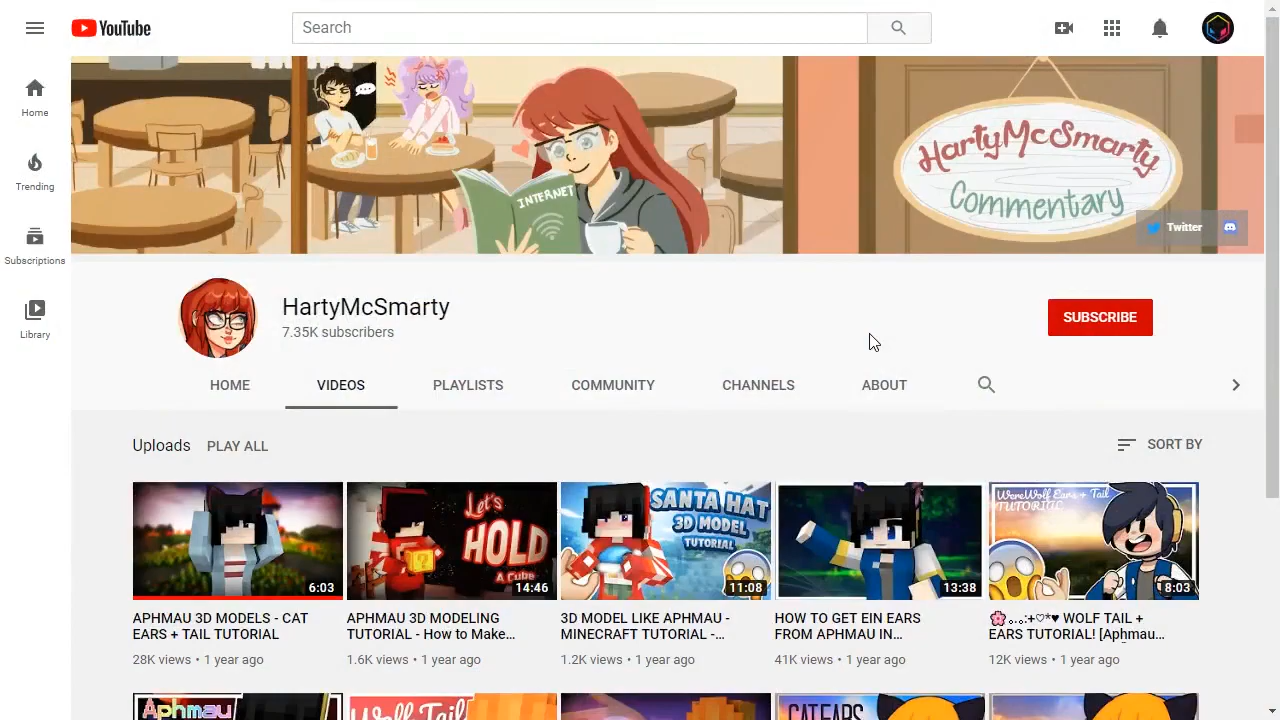 YouTube
Search
Home
Trending
Subscriptions
Library
INTERNET
HartyMcSmarty
Commentary
Twitter
HartyMcSmarty
7.35K subscribers
SUBSCRIBE
HOME VIDEOS PLAYLISTS COMMUNITY CHANNELS ABOUT
Uploads PLAY ALL SORT BY
6:03
Let's
HOLD
A Cube
14:46
SANTA HAT
3D MODEL
TUTORIAL
11:08
13:38
WereWolf Ears + Tail
TUTORIAL
8:03
APHMAU 3D MODELS - CAT
EARS + TAIL TUTORIAL
28K views • 1 year ago
APHMAU 3D MODELING
TUTORIAL - How to Make...
1.6K views • 1 year ago
3D MODEL LIKE APHMAU -
MINECRAFT TUTORIAL -...
1.2K views • 1 year ago
HOW TO GET EIN EARS
FROM APHMAU IN...
41K views • 1 year ago
🌸｡｡｡:+♡*♥ WOLF TAIL +
EARS TUTORIAL! [Aphmau...
12K views • 1 year ago
Aphmau
Wolf Tail
CAT EARS